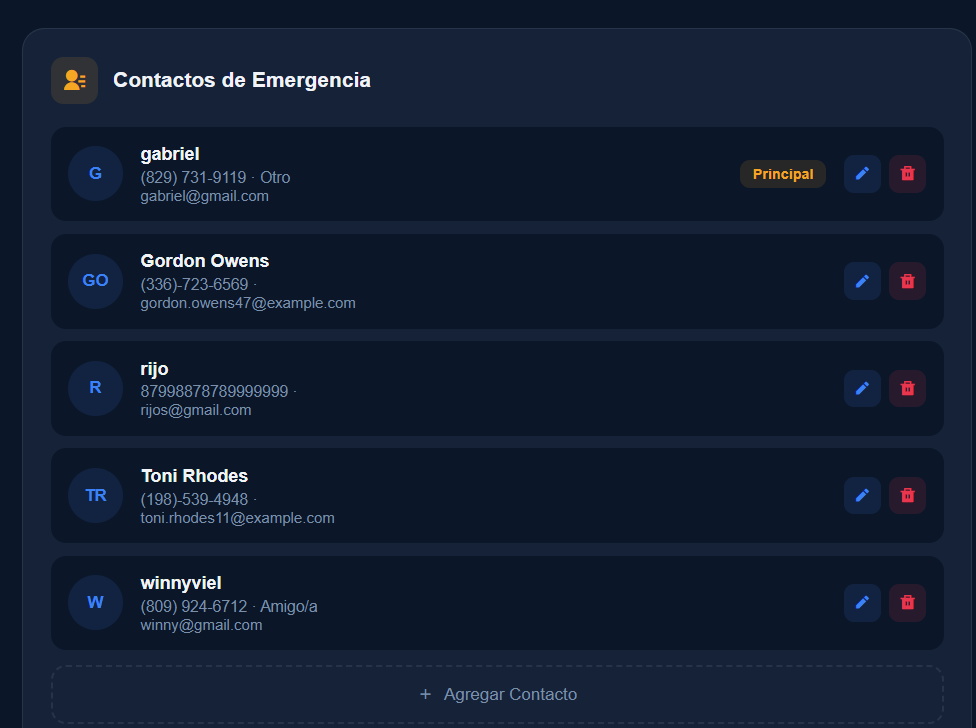 Contactos de Emergencia
G
gabriel
(829) 731-9119 · Otro
gabriel@gmail.com
Principal
GO
Gordon Owens
(336)-723-6569 ·
gordon.owens47@example.com
R
rijo
87998878789999999 ·
rijos@gmail.com
TR
Toni Rhodes
(198)-539-4948 ·
toni.rhodes11@example.com
W
winnyviel
(809) 924-6712 · Amigo/a
winny@gmail.com
+ Agregar Contacto